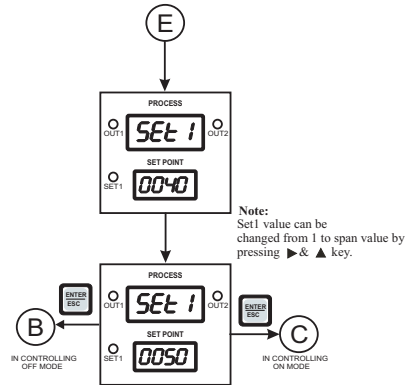 E
PROCESS
OUT1 SEt 1 OUT2
SET POINT
SET1 0040
Note:
Set1 value can be
changed from 1 to span value by
pressing ▶ & ▲ key.
PROCESS
ENTER
ESC
OUT1 SEt 1 OUT2
ENTER
ESC
B
SET POINT
C
IN CONTROLLING
OFF MODE
SET1 0050
IN CONTROLLING
ON MODE